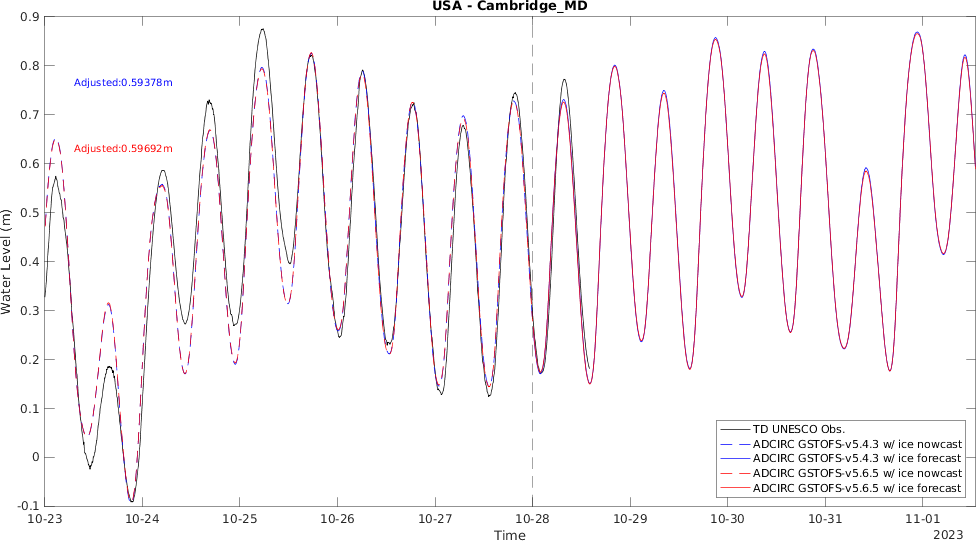 USA - Cambridge_MD
0.9
0.8
0.7
0.6
0.5
0.4
0.3
0.2
0.1
0
-0.1
Water Level (m)
Adjusted:0.59378m
Adjusted:0.59692m
TD UNESCO Obs.
ADCIRC GSTOFS-v5.4.3 w/ ice nowcast
ADCIRC GSTOFS-v5.4.3 w/ ice forecast
ADCIRC GSTOFS-v5.6.5 w/ ice nowcast
ADCIRC GSTOFS-v5.6.5 w/ ice forecast
10-23 10-24 10-25 10-26 10-27 10-28 10-29 10-30 10-31 11-01
Time
2023